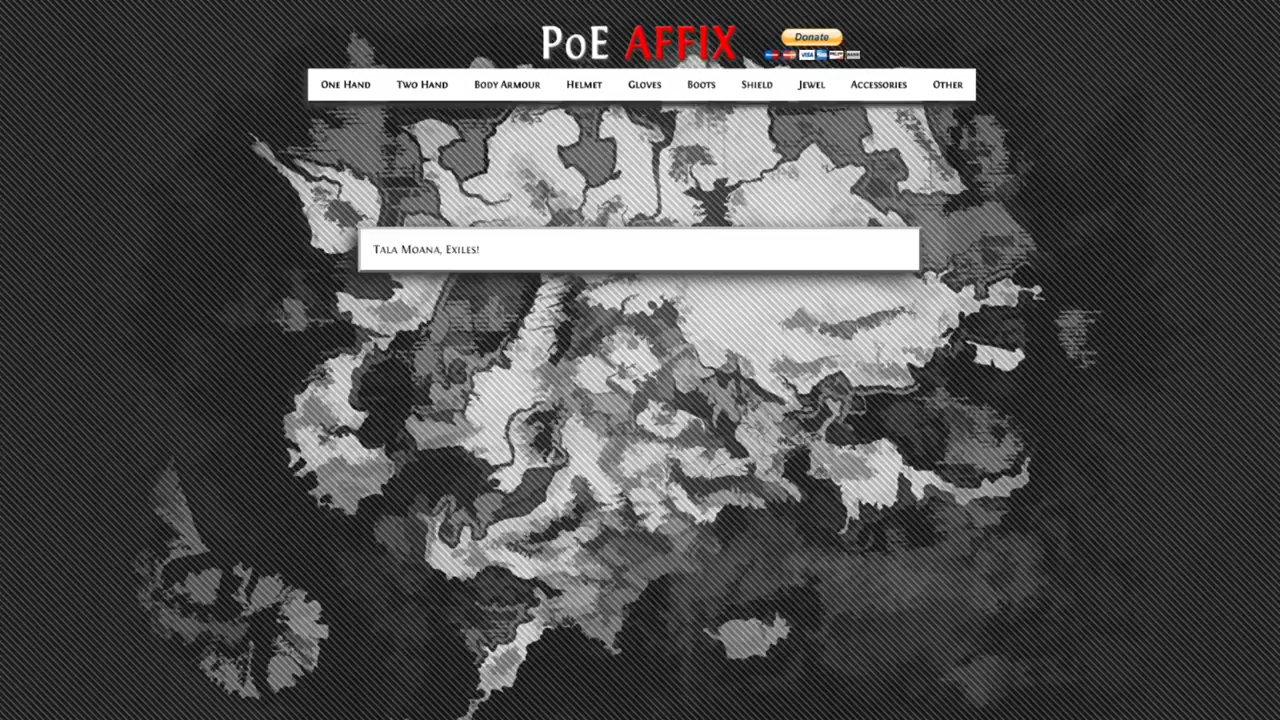 PoE AFFIX
Donate
One Hand Two Hand Body Armour Helmet Gloves Boots Shield Jewel Accessories Other
Tala Moana, Exiles!